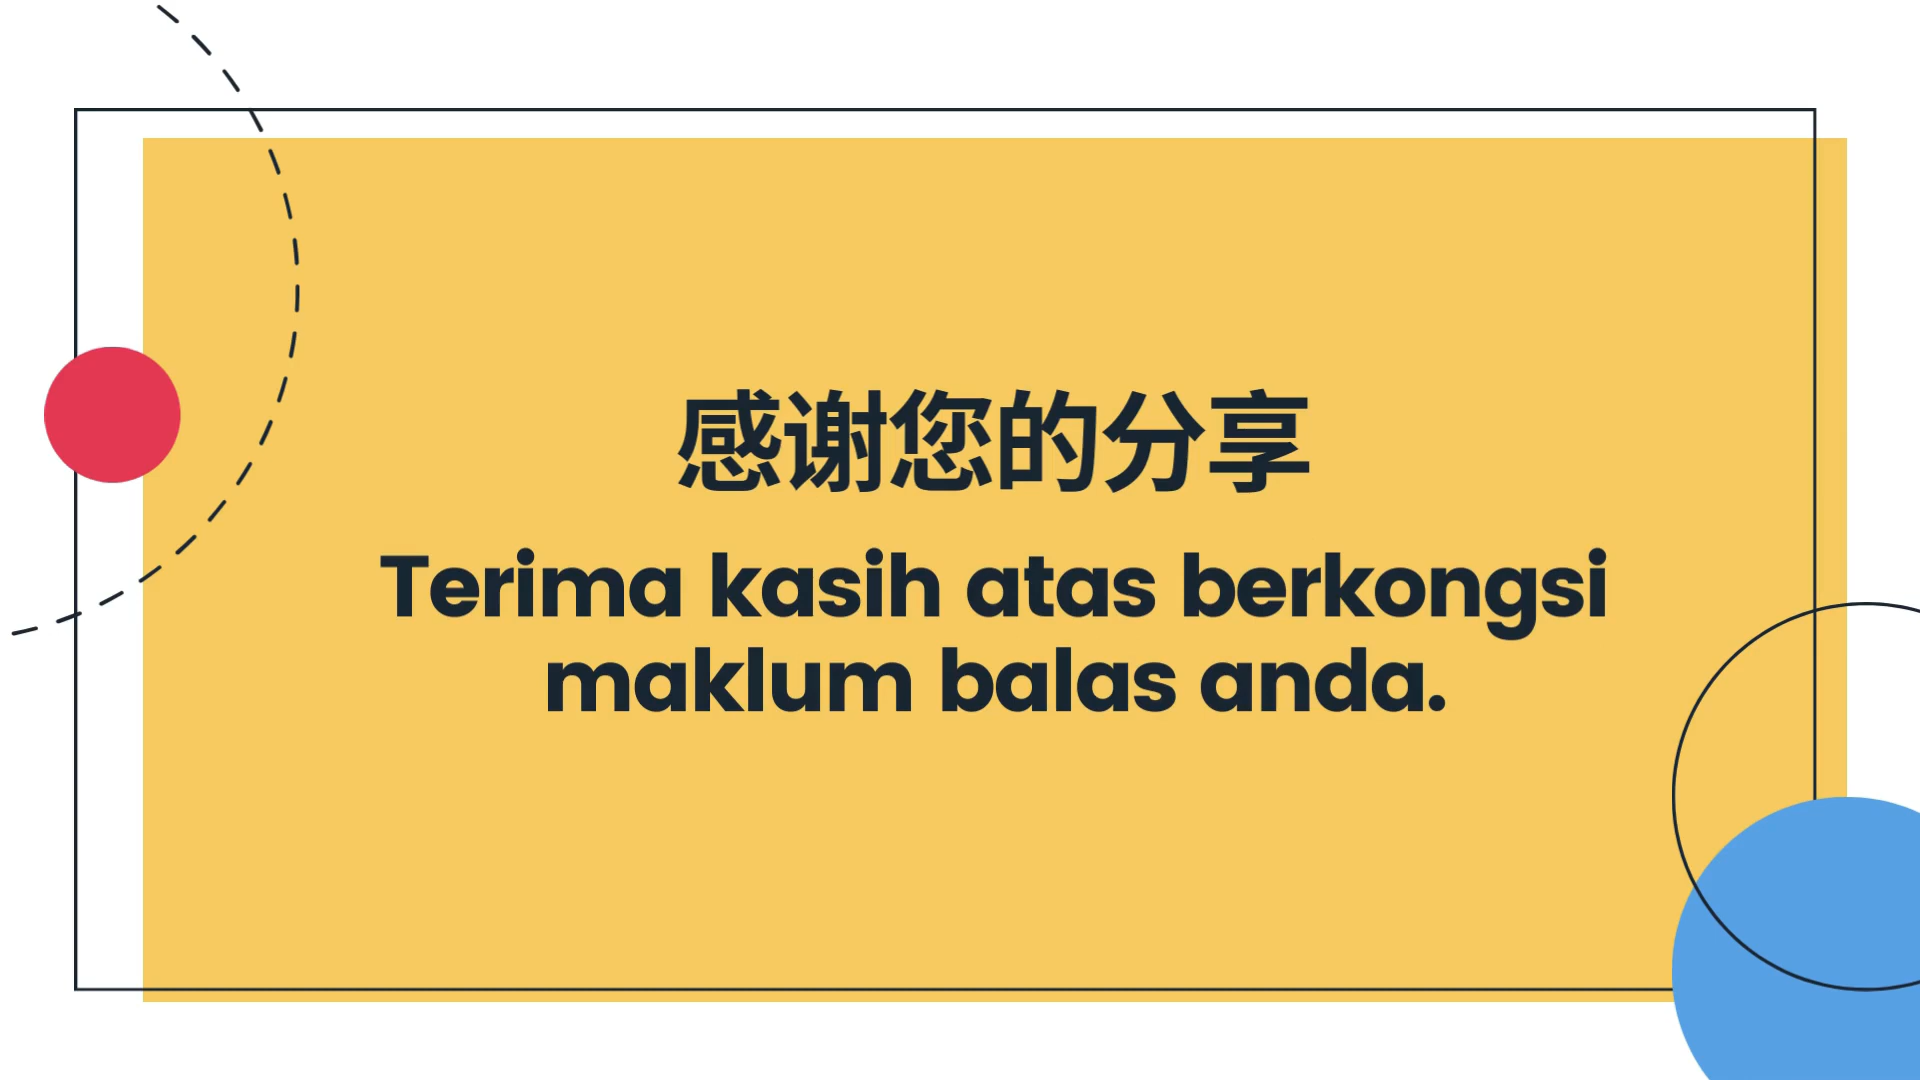 感谢您的分享
Terima kasih atas berkongsi
maklum balas anda.